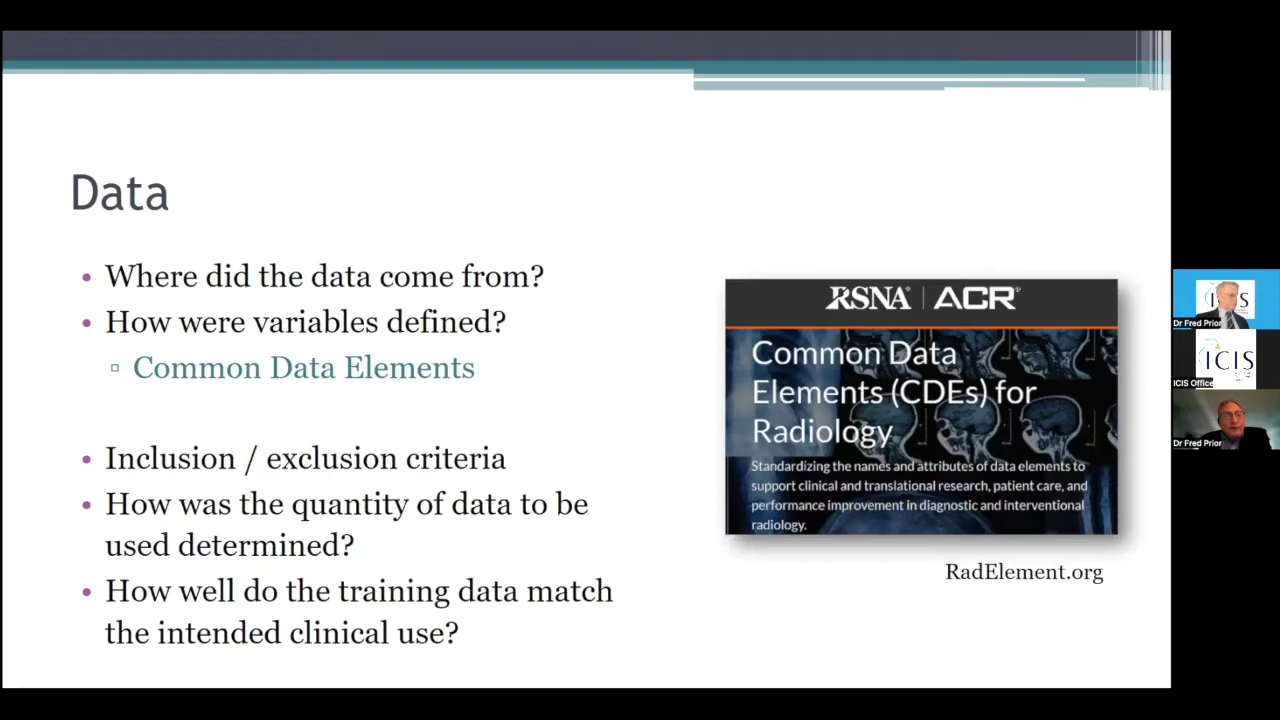 Data
• Where did the data come from?
• How were variables defined?
▫ Common Data Elements
• Inclusion / exclusion criteria
• How was the quantity of data to be
used determined?
• How well do the training data match
the intended clinical use?
RSNA | ACR
Common Data
Elements (CDEs) for
Radiology
Standardizing the names and attributes of data elements to
support clinical and translational research, patient care, and
performance improvement in diagnostic and interventional
radiology.
RadElement.org
Dr Fred Prior
ICIS
ICIS Office
Dr Fred Prior